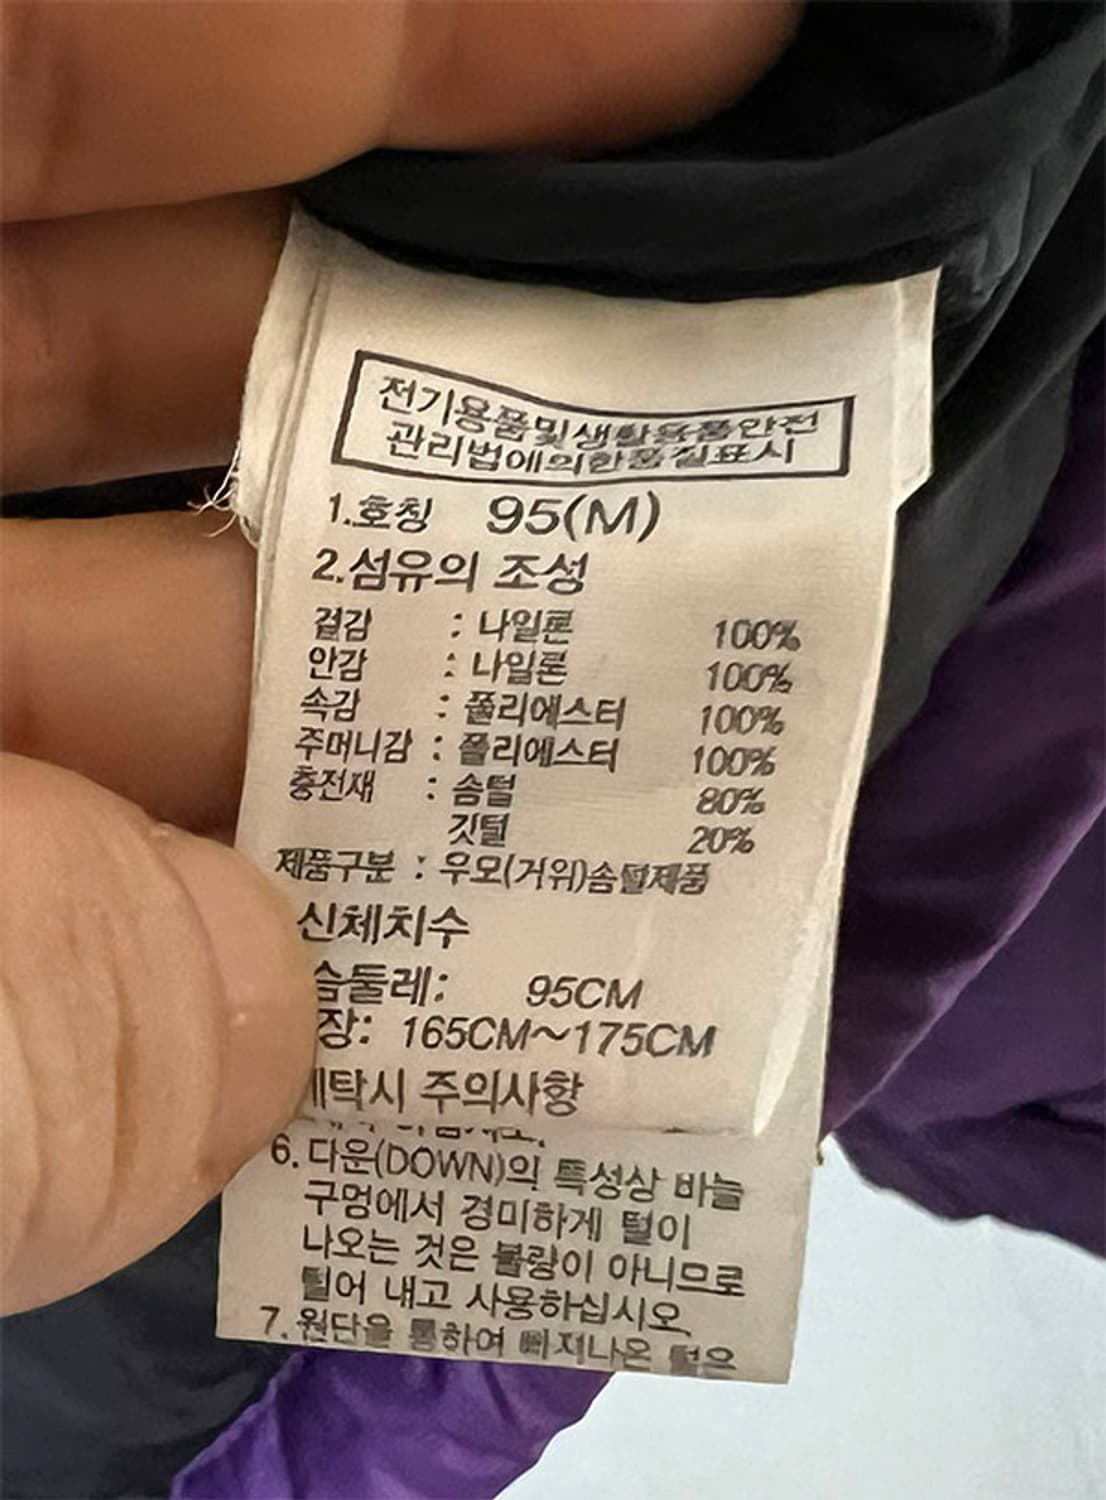 전기용품및생활용품안전
관리법에의한품질표시
1.호칭 95(M)
2.섬유의 조성
겉감 : 나일론 100%
안감 : 나일론 100%
속감 : 폴리에스터 100%
주머니감 : 폴리에스터 100%
충전재 : 솜털 80%
깃털 20%
제품구분 : 우모(거위)솜털제품
신체치수
슴둘레: 95CM
장: 165CM~175CM
탁시 주의사항
6. 다운(DOWN)의 특성상 바늘
구멍에서 경미하게 털이
나오는 것은 불량이 아니므로
털어 내고 사용하십시오
7. 원단을 통하여 빠져나온 털은